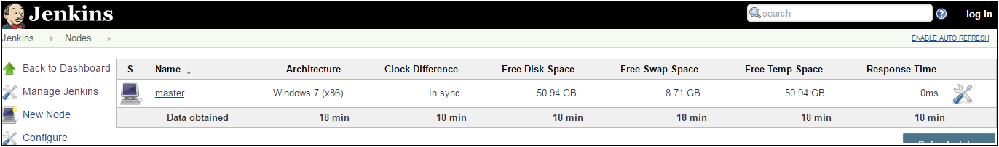 Jenkins
search
log in
Jenkins Nodes
ENABLE AUTO REFRESH
Back to Dashboard
Manage Jenkins
New Node
Configure
S Name ↓ Architecture Clock Difference Free Disk Space Free Swap Space Free Temp Space Response Time
master Windows 7 (x86) In sync 50.94 GB 8.71 GB 50.94 GB 0ms
Data obtained 18 min 18 min 18 min 18 min 18 min 18 min
Refresh status